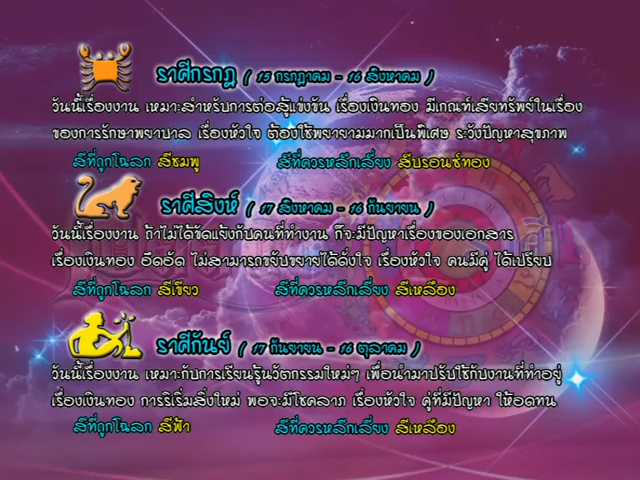 ราศีกรกฎ ( 15 กรกฎาคม - 16 สิงหาคม )
วันนี้เรื่องงาน เหมาะสำหรับการต่อสู้แข่งขัน เรื่องเงินทอง มีเกณฑ์เสียทรัพย์ในเรื่อง
ของการรักษาพยาบาล เรื่องหัวใจ ต้องใช้พยายามมากเป็นพิเศษ ระวังปัญหาสุขภาพ
สีที่ถูกโฉลก สีชมพู สีที่ควรหลีกเลี่ยง สีบรอนซ์ทอง
ราศีสิงห์ ( 17 สิงหาคม - 16 กันยายน )
วันนี้เรื่องงาน ถ้าไม่ได้ขัดแย้งกับคนที่ทำงาน ก็จะมีปัญหาเรื่องของเอกสาร
เรื่องเงินทอง อึดอัด ไม่สามารถขยับขยายได้ดั่งใจ เรื่องหัวใจ คนมีคู่ ได้เปรียบ
สีที่ถูกโฉลก สีเขียว สีที่ควรหลีกเลี่ยง สีเหลือง
ราศีกันย์ ( 17 กันยายน - 16 ตุลาคม )
วันนี้เรื่องงาน เหมาะกับการเรียนรู้นวัตกรรมใหม่ๆ เพื่อนำมาปรับใช้กับงานที่ทำอยู่
เรื่องเงินทอง การริเริ่มสิ่งใหม่ พอจะมีโชคลาภ เรื่องหัวใจ คู่ที่มีปัญหา ให้อดทน
สีที่ถูกโฉลก สีฟ้า สีที่ควรหลีกเลี่ยง สีเหลือง